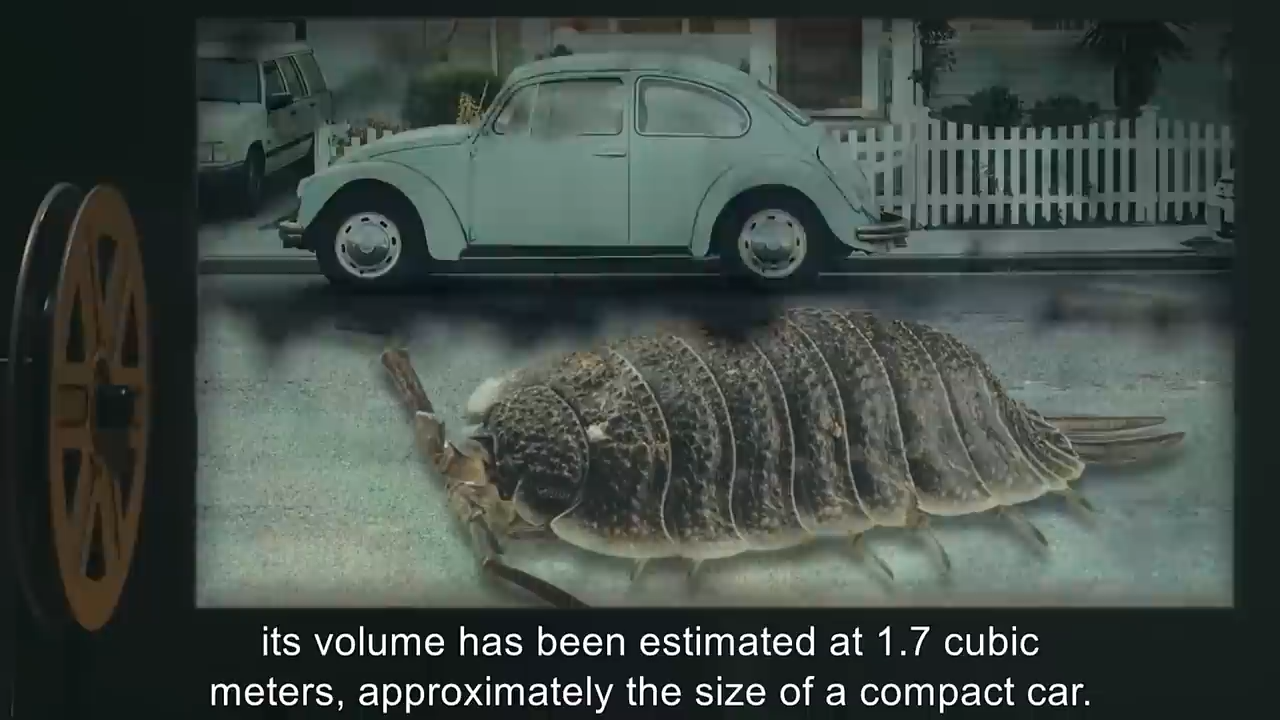 its volume has been estimated at 1.7 cubic
meters, approximately the size of a compact car.